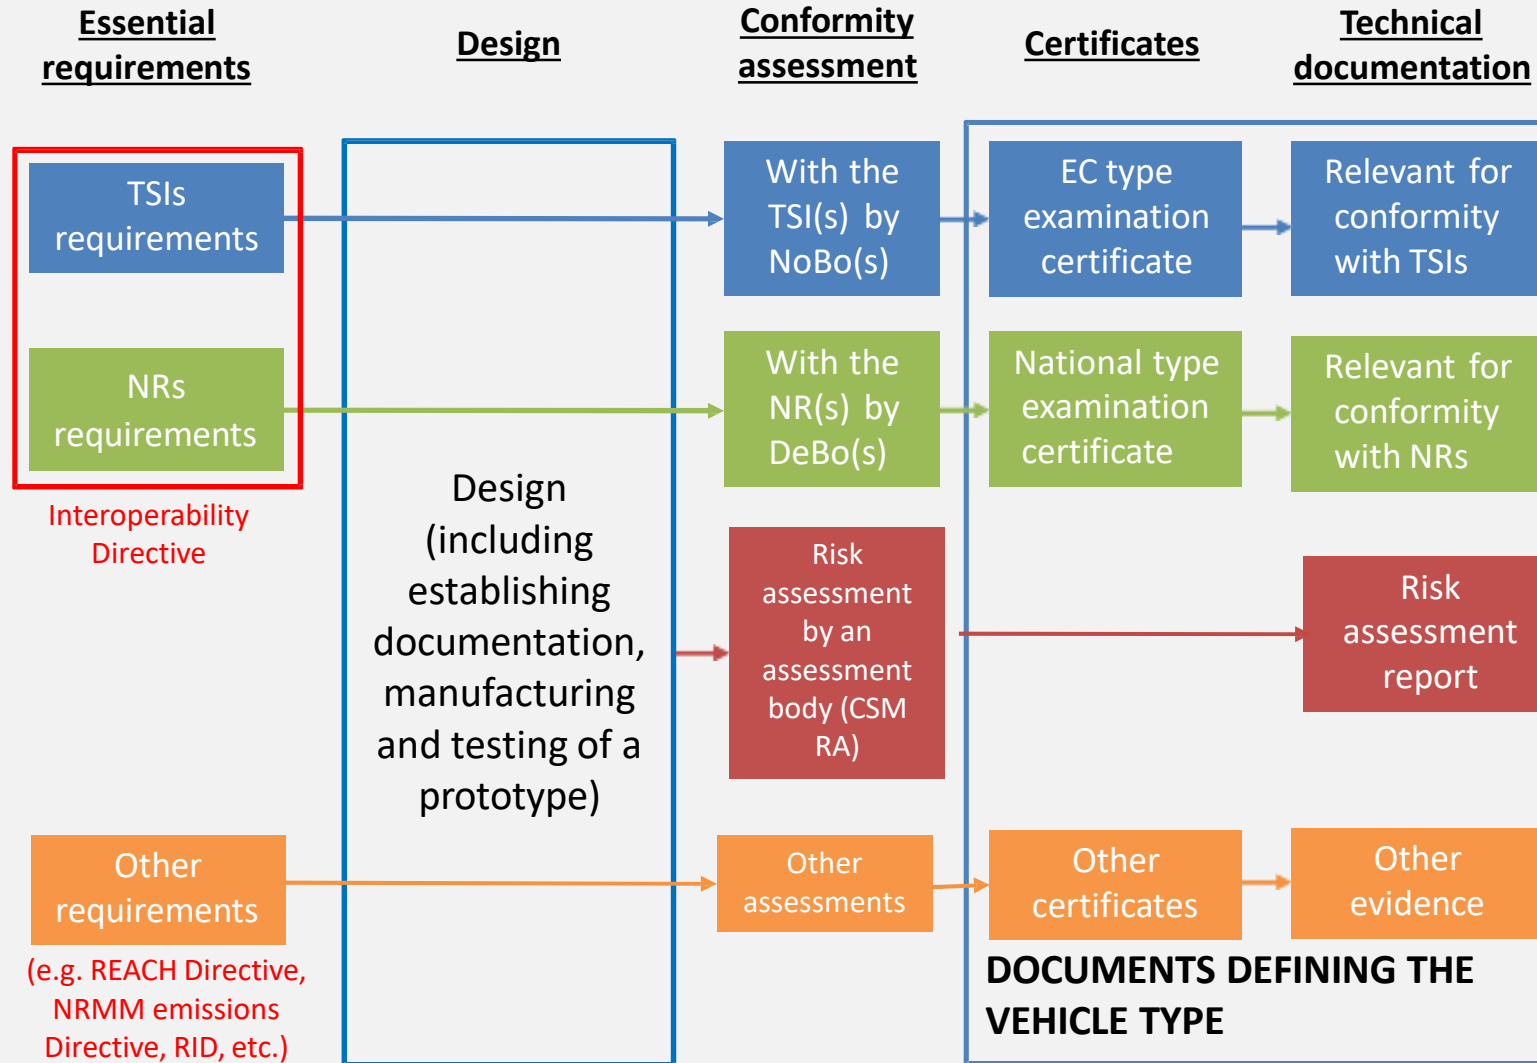 Essential
requirements
Design
Conformity
assessment
Certificates
Technical
documentation
TSIs
requirements
With the
TSI(s) by
NoBo(s)
EC type
examination
certificate
Relevant for
conformity
with TSIs
NRs
requirements
With the
NR(s) by
DeBo(s)
National type
examination
certificate
Relevant for
conformity
with NRs
Interoperability
Directive
Design
(including
establishing
documentation,
manufacturing
and testing of a
prototype)
Risk
assessment
by an
assessment
body (CSM
RA)
Risk
assessment
report
Other
requirements
Other
assessments
Other
certificates
Other
evidence
(e.g. REACH Directive,
NRMM emissions
Directive, RID, etc.)
DOCUMENTS DEFINING THE
VEHICLE TYPE